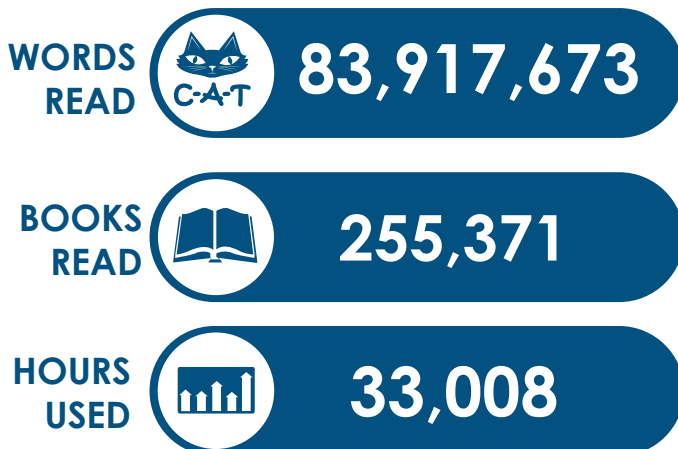 WORDS
READ
C-A-T
83,917,673
BOOKS
READ
255,371
HOURS
USED
33,008